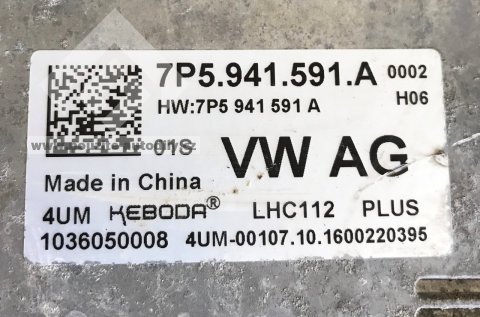 7P5.941.591.A 0002
HW:7P5 941 591 A H06
01S VW AG
Made in China
4UM KEBODA® LHC112 PLUS
1036050008 4UM-00107.10.1600220395